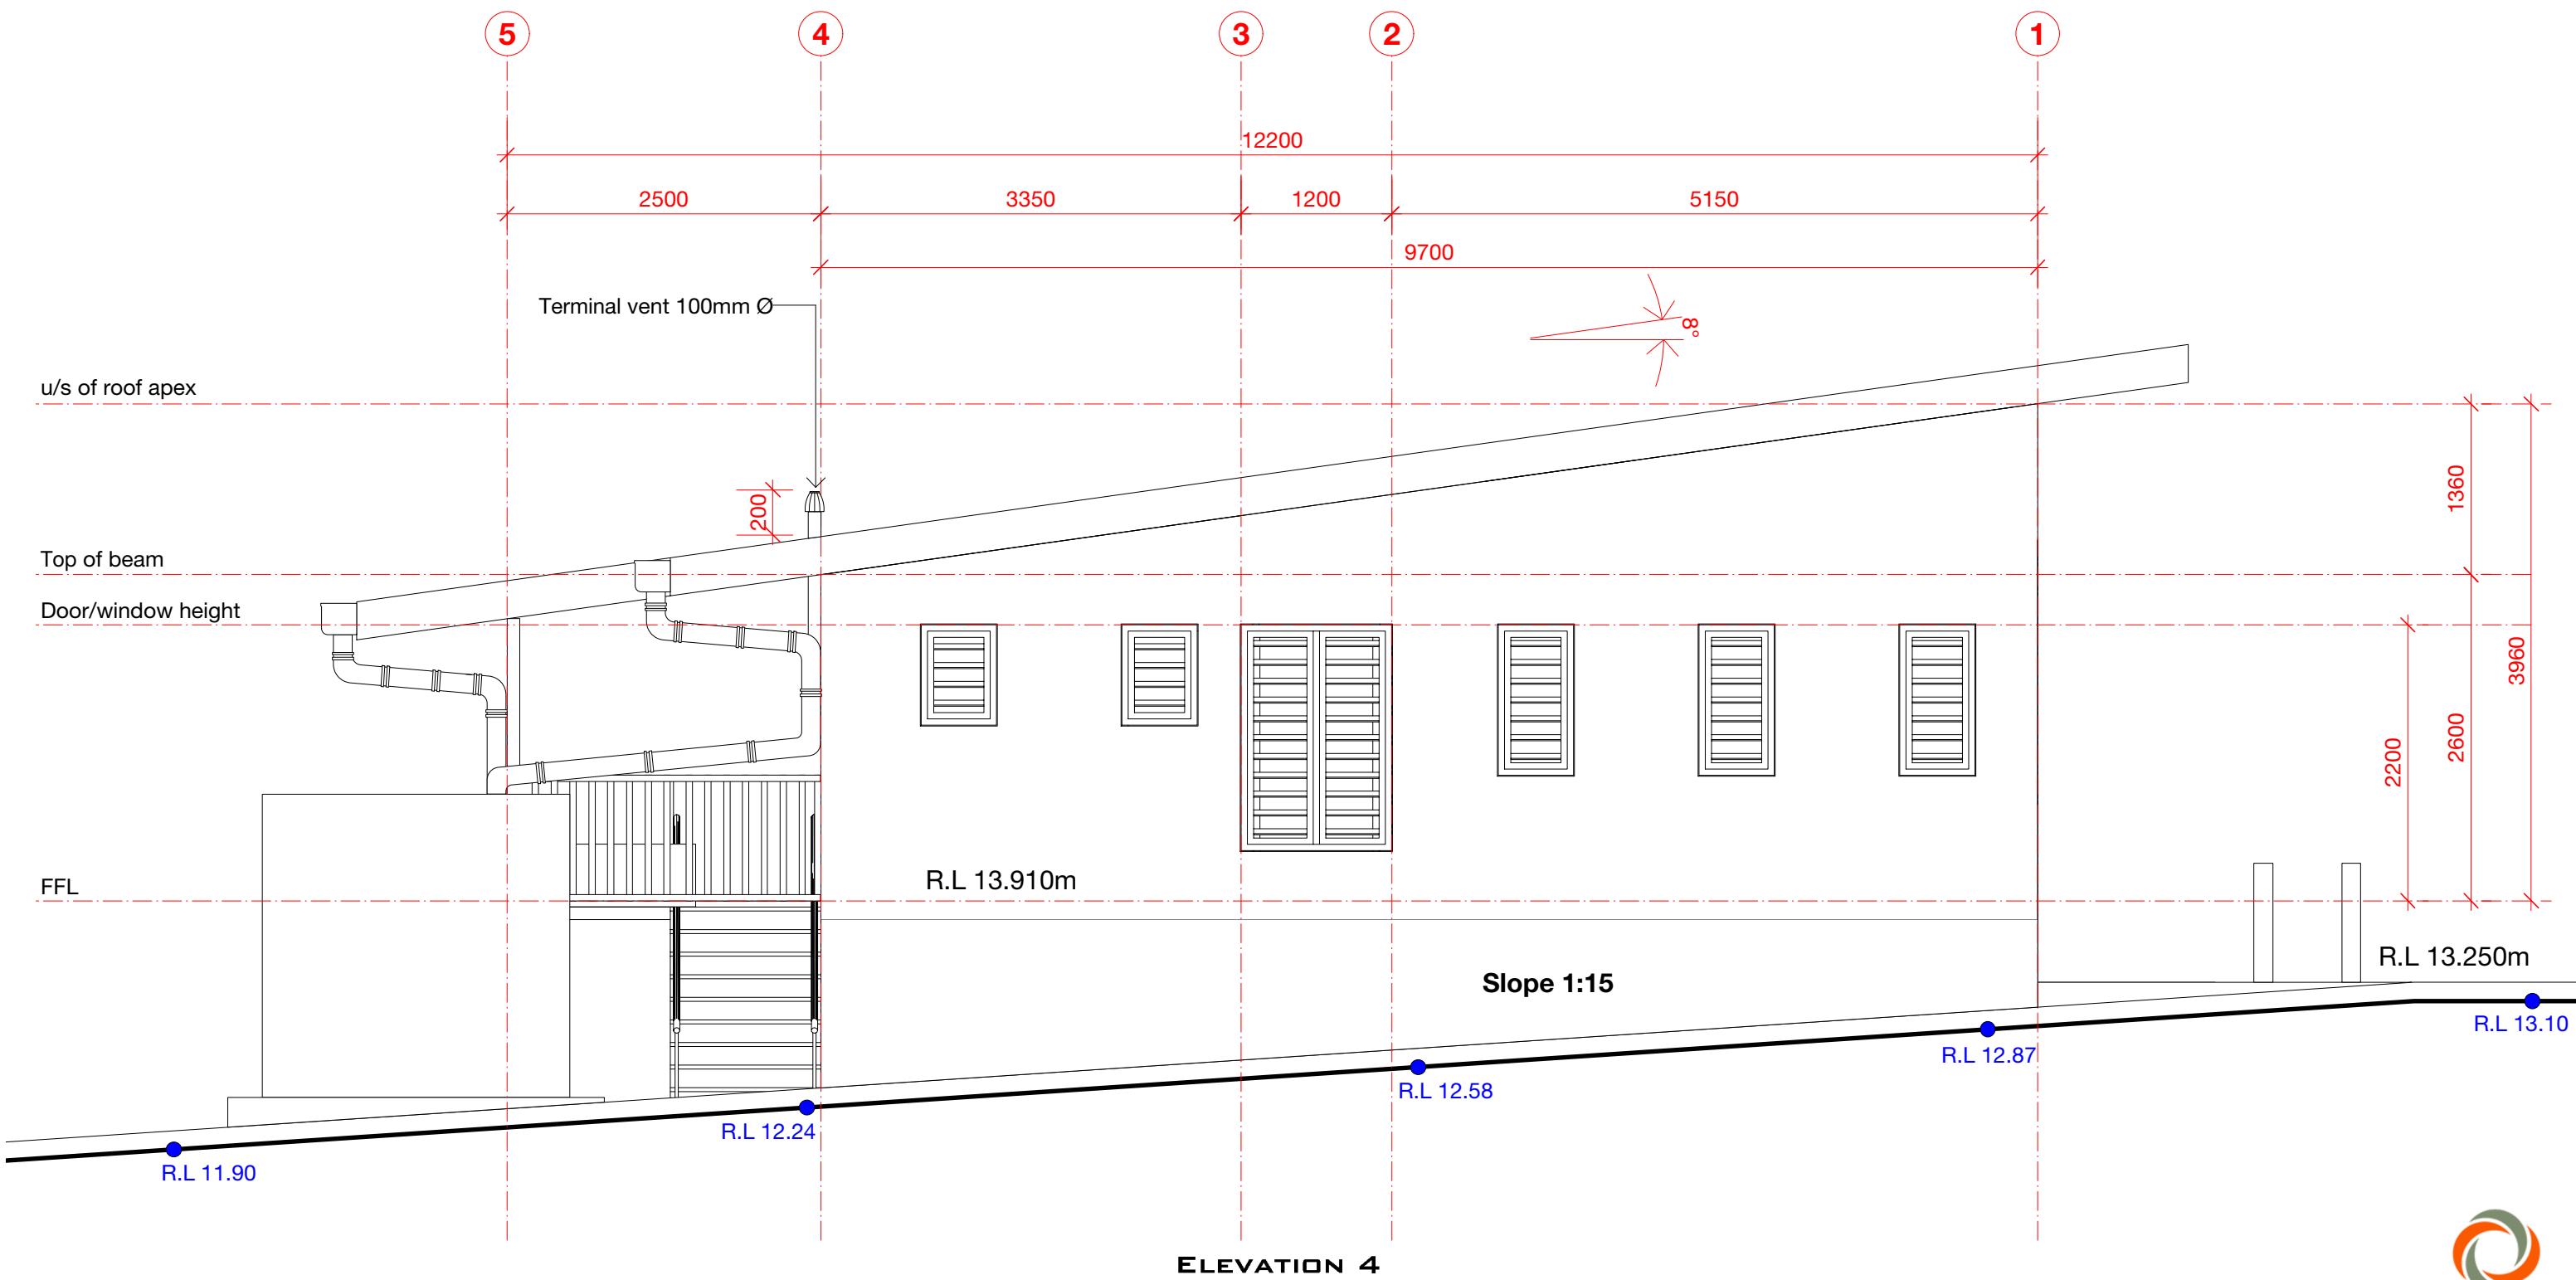 5 4 3 2 1
12200
2500 3350 1200 5150
9700
Terminal vent 100mm Ø
8°
u/s of roof apex
1360
200
Top of beam
Door/window height
3960
2600
2200
FFL
R.L 13.910m
R.L 13.250m
Slope 1:15
R.L 13.10
R.L 12.87
R.L 12.58
R.L 12.24
R.L 11.90
ELEVATION 4